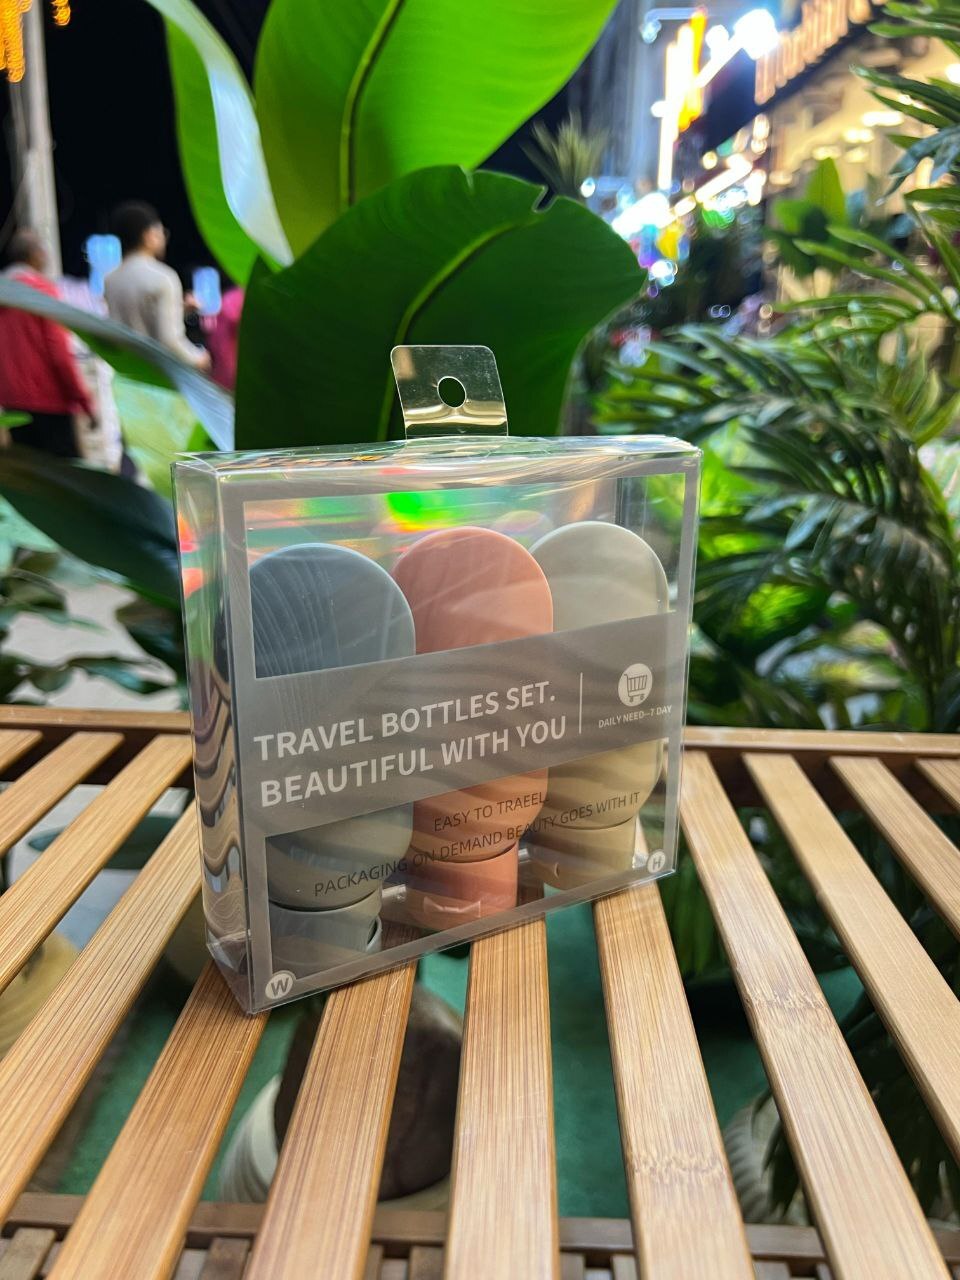 TRAVEL BOTTLES SET.
BEAUTIFUL WITH YOU
DAILY NEED--7 DAY
EASY TO TRAEEL
PACKAGING ON DEMAND BEAUTY GOES WITH IT
W
H